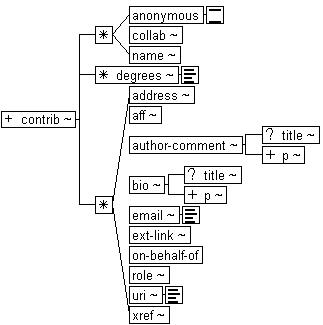 anonymous
* collab ~
name ~
* degrees ~
address ~
aff ~
+ contrib ~
? title ~
author-comment ~
+ p ~
? title ~
bio ~
+ p ~
*
email ~
ext-link ~
on-behalf-of
role ~
uri ~
xref ~